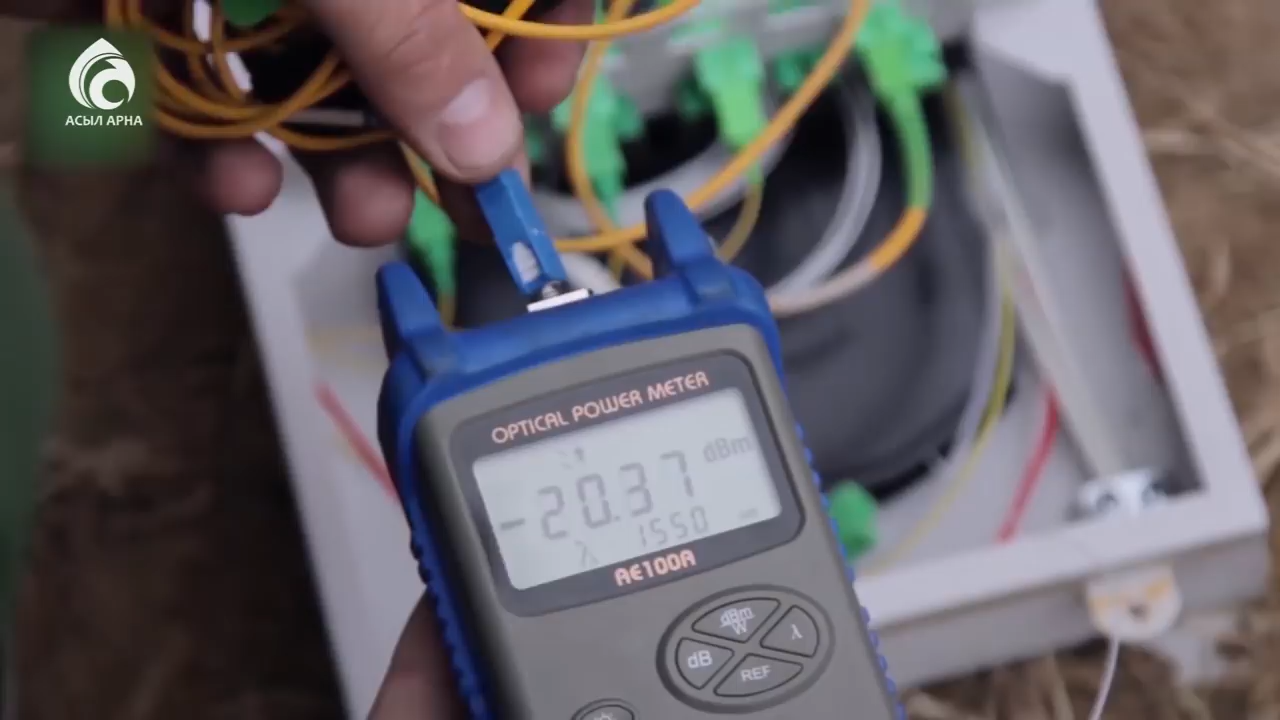 АСЫЛ АРНА
OPTICAL POWER METER
dBm
-20.37
λ 1550
AE100A
dBm
W
λ
dB
REF